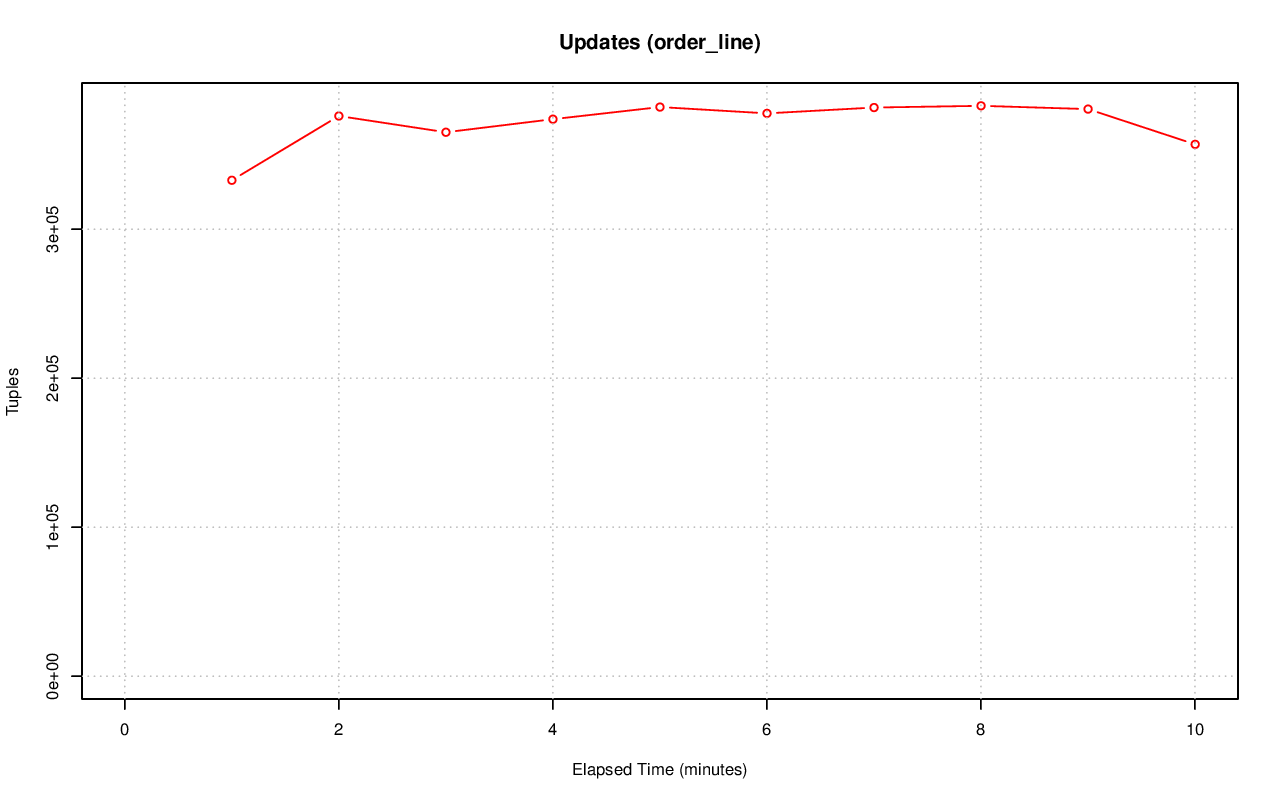 Updates (order_line)
Tuples
3e+05
2e+05
1e+05
0e+00
0 2 4 6 8 10
Elapsed Time (minutes)